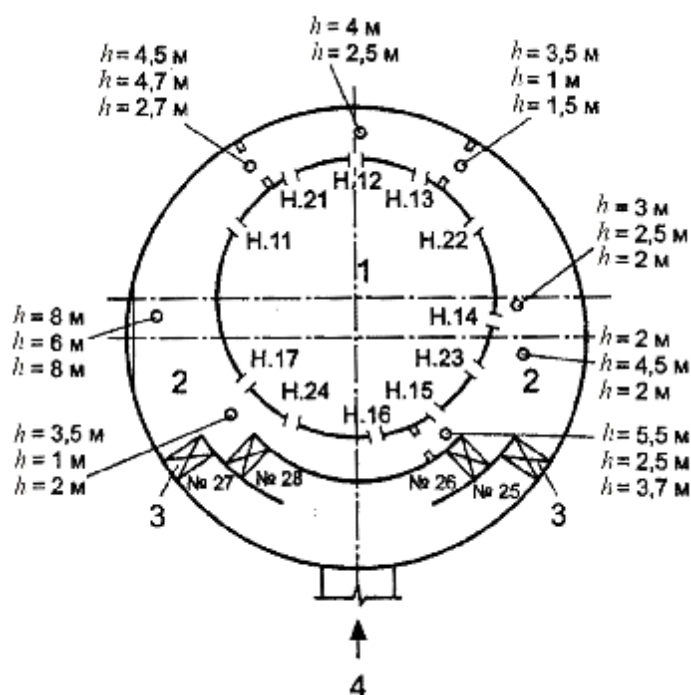 h = 4 м
h = 2,5 м
h = 4,5 м
h = 4,7 м
h = 2,7 м
h = 3,5 м
h = 1 м
h = 1,5 м
Н.12
Н.21
Н.13
Н.11
Н.22
h = 3 м
h = 2,5 м
h = 2 м
1
h = 8 м
h = 6 м
h = 8 м
Н.14
h = 2 м
h = 4,5 м
h = 2 м
Н.17
Н.23
2
2
Н.24
Н.15
Н.16
h = 3,5 м
h = 1 м
h = 2 м
h = 5,5 м
h = 2,5 м
h = 3,7 м
№ 27
№ 28
№ 26
№ 25
3
3
4